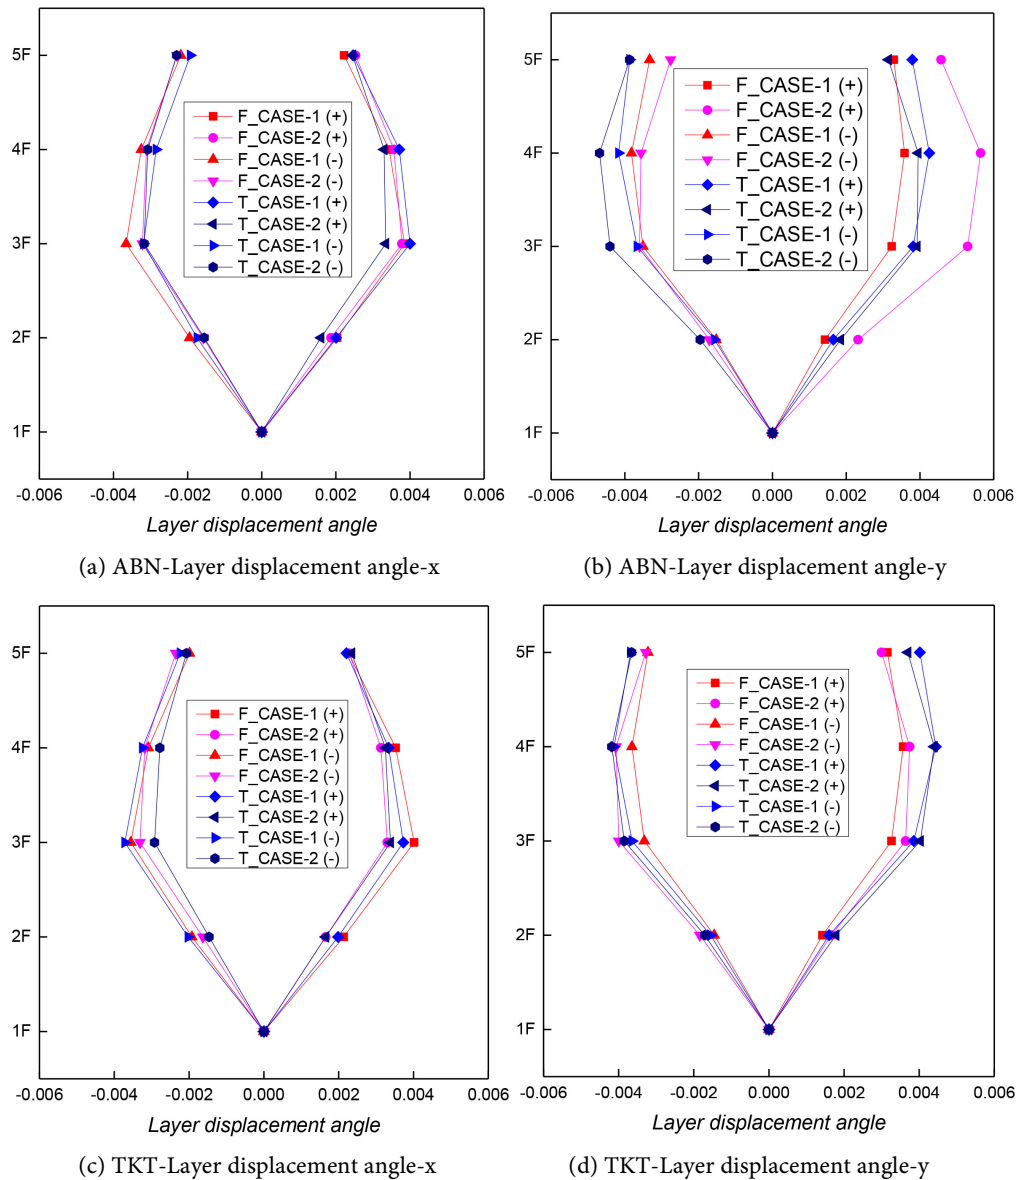 5F
4F
3F
2F
1F
F_CASE-1 (+)
F_CASE-2 (+)
F_CASE-1 (-)
F_CASE-2 (-)
T_CASE-1 (+)
T_CASE-2 (+)
T_CASE-1 (-)
T_CASE-2 (-)
-0.006 -0.004 -0.002 0.000 0.002 0.004 0.006
Layer displacement angle
(a) ABN-Layer displacement angle-x
5F
4F
3F
2F
1F
F_CASE-1 (+)
F_CASE-2 (+)
F_CASE-1 (-)
F_CASE-2 (-)
T_CASE-1 (+)
T_CASE-2 (+)
T_CASE-1 (-)
T_CASE-2 (-)
-0.006 -0.004 -0.002 0.000 0.002 0.004 0.006
Layer displacement angle
(b) ABN-Layer displacement angle-y
5F
4F
3F
2F
1F
F_CASE-1 (+)
F_CASE-2 (+)
F_CASE-1 (-)
F_CASE-2 (-)
T_CASE-1 (+)
T_CASE-2 (+)
T_CASE-1 (-)
T_CASE-2 (-)
-0.006 -0.004 -0.002 0.000 0.002 0.004 0.006
Layer displacement angle
(c) TKT-Layer displacement angle-x
5F
4F
3F
2F
1F
F_CASE-1 (+)
F_CASE-2 (+)
F_CASE-1 (-)
F_CASE-2 (-)
T_CASE-1 (+)
T_CASE-2 (+)
T_CASE-1 (-)
T_CASE-2 (-)
-0.006 -0.004 -0.002 0.000 0.002 0.004 0.006
Layer displacement angle
(d) TKT-Layer displacement angle-y